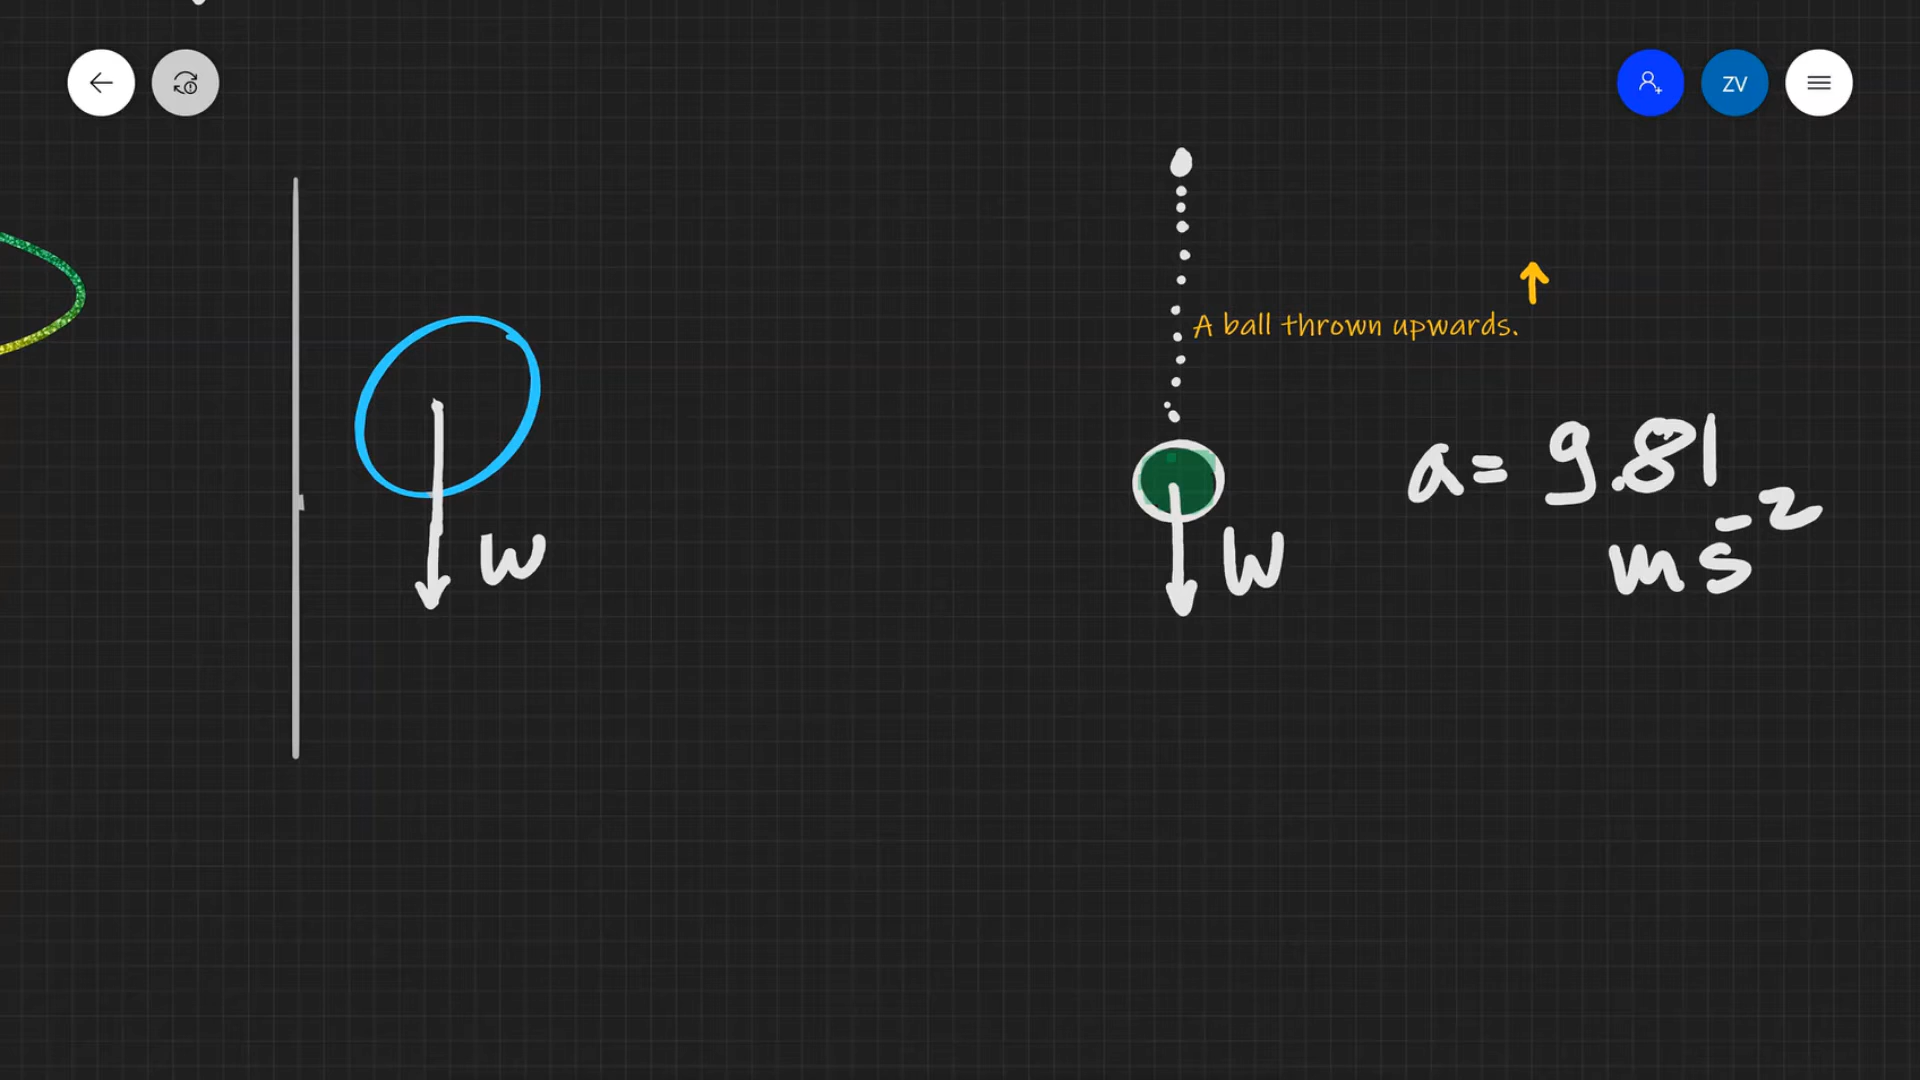 ZV
A ball thrown upwards.
a = 9.81
ms⁻²
W
W